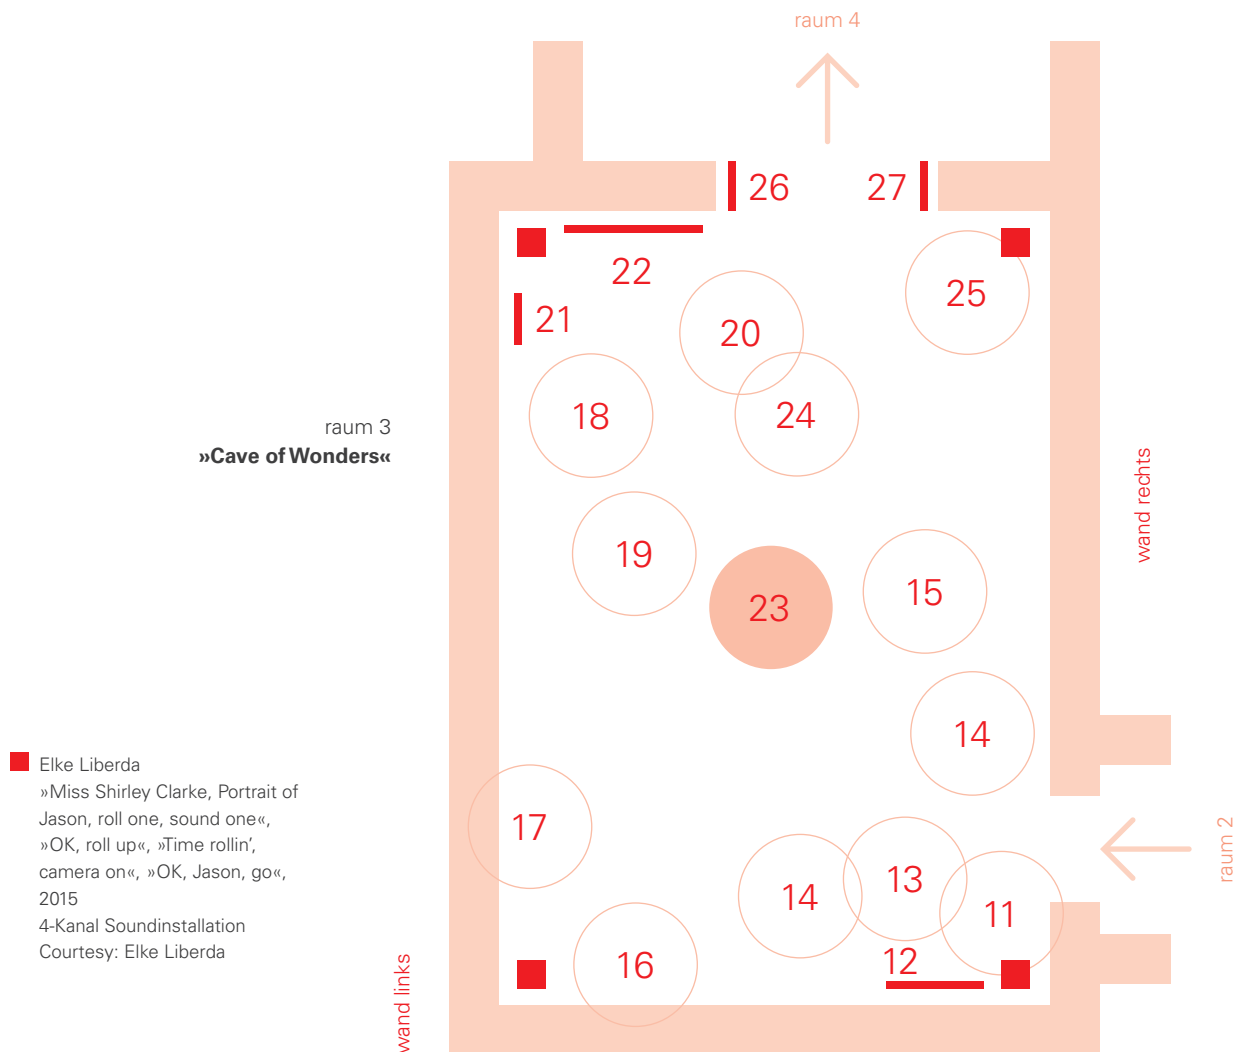 raum 4
26
27
22
25
21
20
18
24
raum 3
»Cave of Wonders«
wand rechts
19
15
23
14
Elke Liberda
»Miss Shirley Clarke, Portrait of
Jason, roll one, sound one«,
»OK, roll up«, »Time rollin’,
camera on«, »OK, Jason, go«,
2015
4-Kanal Soundinstallation
Courtesy: Elke Liberda
17
raum 2
13
14
11
12
16
wand links